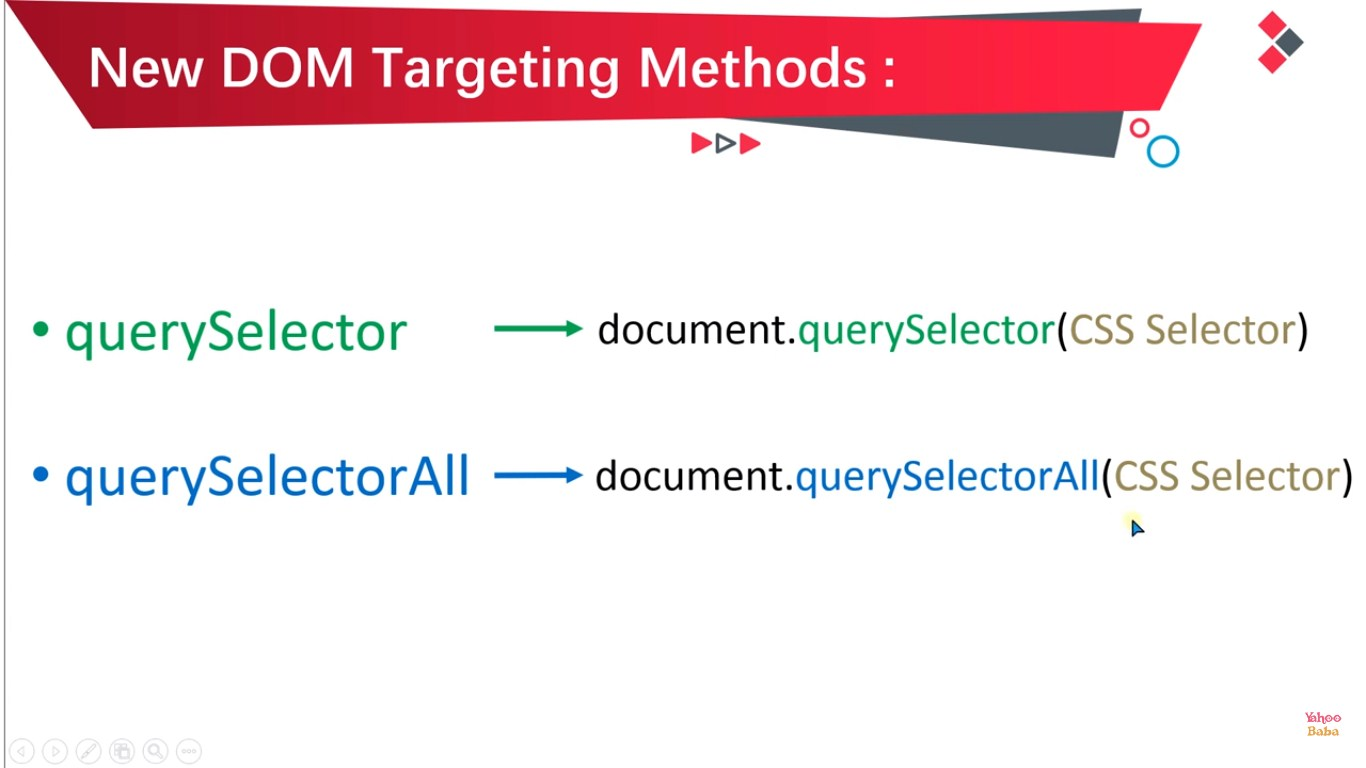 New DOM Targeting Methods :
• querySelector → document.querySelector(CSS Selector)
• querySelectorAll → document.querySelectorAll(CSS Selector)
Yahoo
Baba